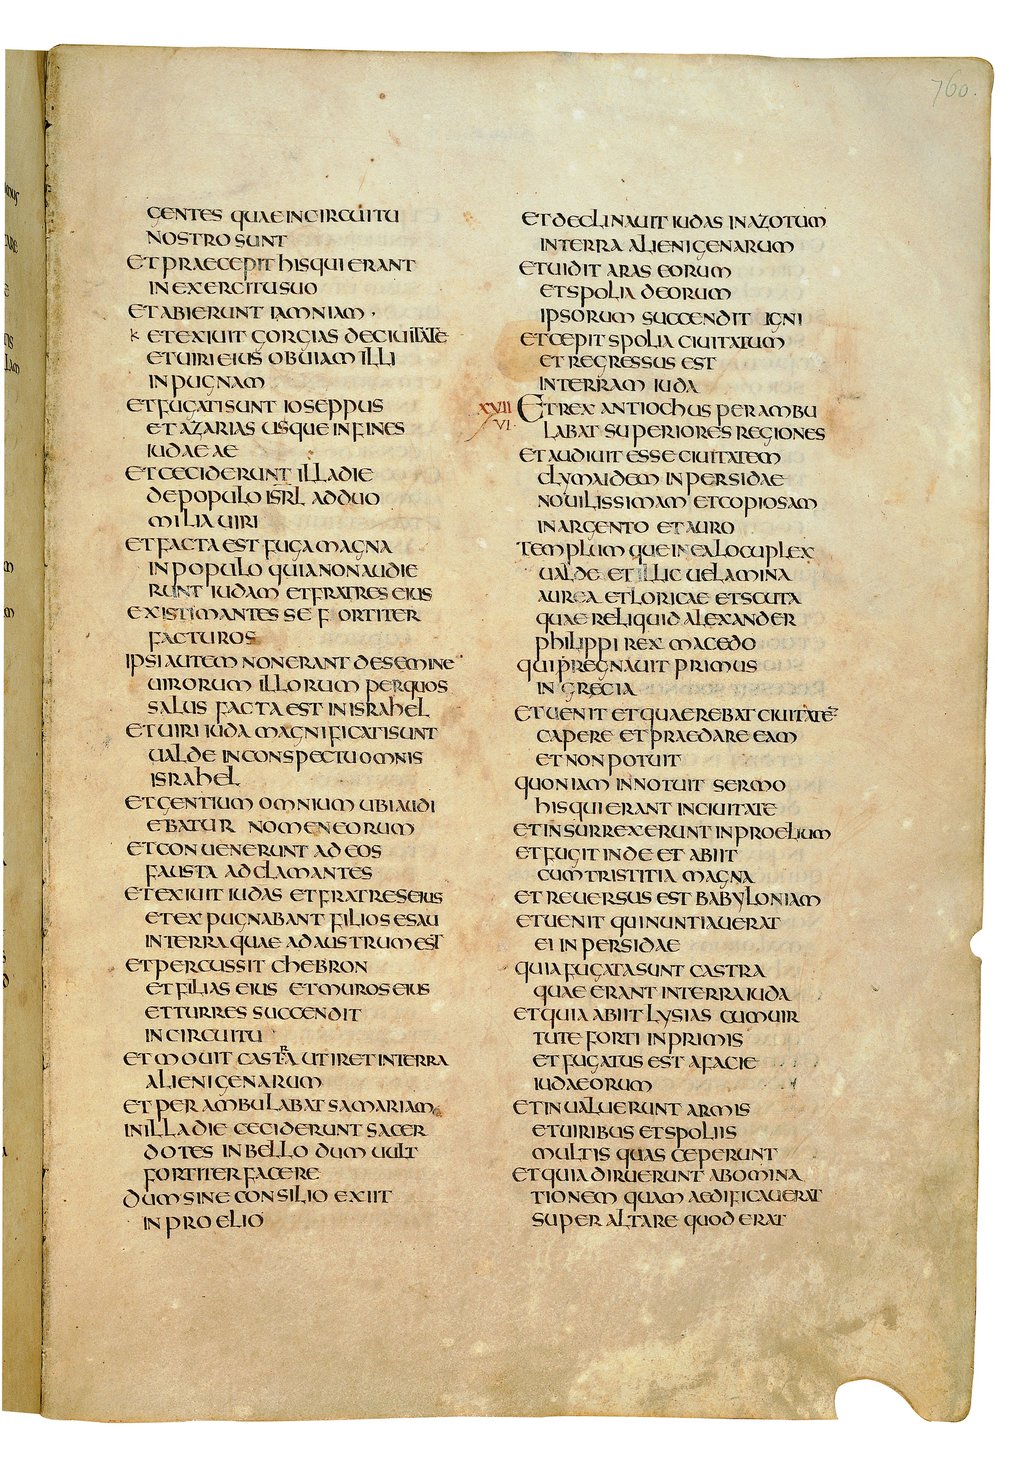 760.
GENTES QUAE IN CIRCUITU
NOSTRO SUNT
ET PRAECEPIT HIS QUI ERANT
IN EXERCITU SUO
ET ABIERUNT IAMNIAM
ET EXIUIT GORGIAS DE CIUITATE
ET UIRI EIUS OBUIAM ILLI
IN PUGNAM
ET FUGATI SUNT IOSEPPUS
ET AZARIAS USQUE IN FINES
IUDAEAE
ET CECIDERUNT ILLA DIE
DE POPULO ISRL AD DUO
MILIA UIRI
ET FACTA EST FUGA MAGNA
IN POPULO QUIA NON AUDIE
RUNT IUDAM ET FRATRES EIUS
EXISTIMANTES SE FORTITER
FACTUROS
IPSI AUTEM NON ERANT DE SEMINE
UIRORUM ILLORUM PER QUOS
SALUS FACTA EST IN ISRAHEL
ET UIRI IUDA MAGNIFICATI SUNT
UALDE IN CONSPECTU OMNIS
ISRAHEL
ET GENTIUM OMNIUM UBI AUDI
EBATUR NOMEN EORUM
ET CONUENERUNT AD EOS
FAUSTA ADCLAMANTES
ET EXIUIT IUDAS ET FRATRES EIUS
ET EXPUGNABANT FILIOS ESAU
IN TERRA QUAE AD AUSTRUM EST
ET PERCUSSIT CHEBRON
ET FILIAS EIUS ET MUROS EIUS
ET TURRES SUCCENDIT
IN CIRCUITU
ET MOUIT CASTRA UT IRET IN TERRA
ALIENIGENARUM
ET PERAMBULABAT SAMARIAM
IN ILLA DIE CECIDERUNT SACER
DOTES IN BELLO DUM UULT
FORTITER FACERE
DUM SINE CONSILIO EXIIT
IN PROELIO
ET DECLINAUIT IUDAS IN AZOTUM
IN TERRA ALIENIGENARUM
ET UIDIT ARAS EORUM
ET SPOLIA DEORUM
IPSORUM SUCCENDIT IGNI
ET CEPIT SPOLIA CIUITATUM
ET REGRESSUS EST
IN TERRAM IUDA
XXVII VI ET REX ANTIOCHUS PERAMBU
LABAT SUPERIORES REGIONES
ET AUDIUIT ESSE CIUITATEM
CLYMAIDEM IN PERSIDAE
NOUILISSIMAM ET COPIOSAM
IN ARGENTO ET AURO
TEMPLUM QUE IN EA LOCUPLEX
UALDE ET ILLIC UELAMINA
AUREA ET LORICAE ET SCUTA
QUAE RELIQUID ALEXANDER
PHILIPPI REX MACEDO
QUI PREGNAUIT PRIMUS
IN GRECIA
ET UENIT ET QUAEREBAT CIUITATE
CAPERE ET PRAEDARE EAM
ET NON POTUIT
QUONIAM INNOTUIT SERMO
HIS QUI ERANT IN CIUITATE
ET INSURREXERUNT IN PROELIUM
ET FUGIT INDE ET ABIIT
CUM TRISTITIA MAGNA
ET REUERSUS EST BABYLONIAM
ET UENIT QUI NUNTIAUERAT
EI IN PERSIDAE
QUIA FUGATA SUNT CASTRA
QUAE ERANT IN TERRA IUDA
ET QUIA ABIIT LYSIAS CUM UIR
TUTE FORTI IN PRIMIS
ET FUGATUS EST A FACIE
IUDAEORUM
ET INUALUERUNT ARMIS
ET UIRIBUS ET SPOLIIS
MULTIS QUAS CEPERUNT
ET QUIA DIRUERUNT ABOMINA
TIONEM QUAM AEDIFICAUERAT
SUPER ALTARE QUOD ERAT